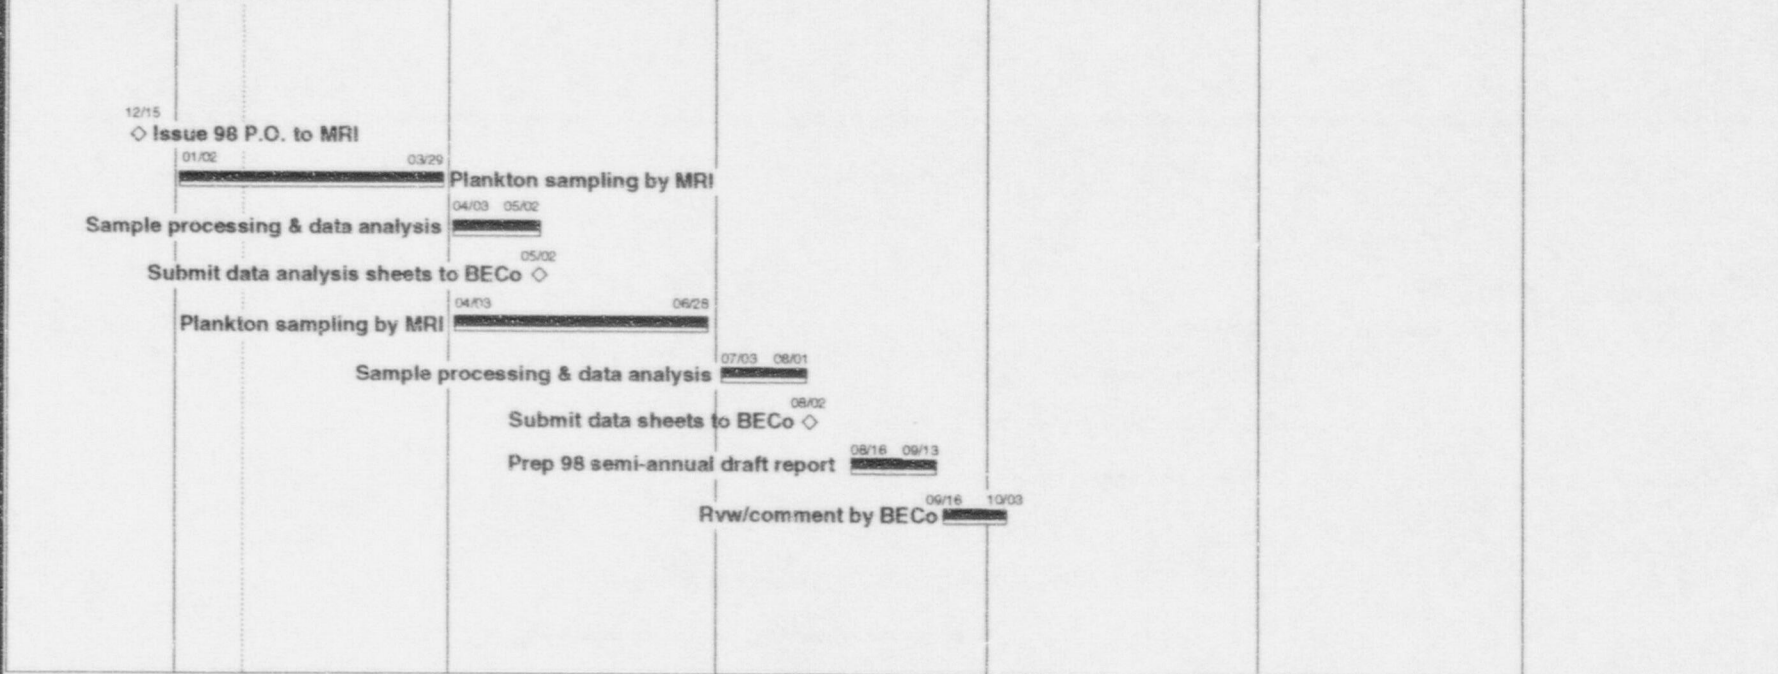 12/15
◇ Issue 98 P.O. to MRI
01/02 03/29
Plankton sampling by MRI
04/03 05/02
Sample processing & data analysis
05/02
Submit data analysis sheets to BECo ◇
04/03 06/28
Plankton sampling by MRI
07/03 08/01
Sample processing & data analysis
08/02
Submit data sheets to BECo ◇
08/16 09/13
Prep 98 semi-annual draft report
09/16 10/03
Rvw/comment by BECo